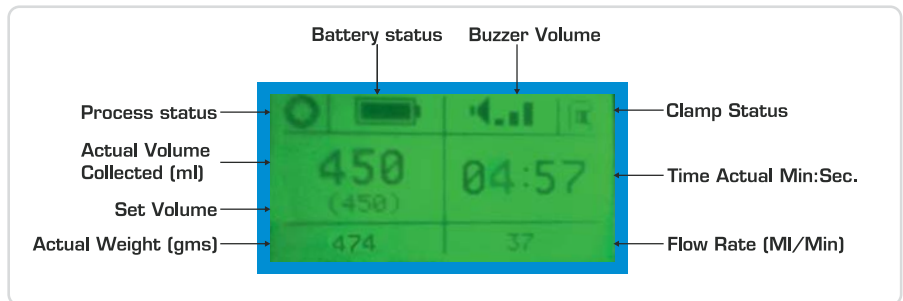 Battery status
Buzzer Volume
Process status
Clamp Status
Actual Volume
Collected (ml)
450
04:57
Time Actual Min:Sec.
Set Volume
(450)
Actual Weight (gms)
474
37
Flow Rate (Ml/Min)